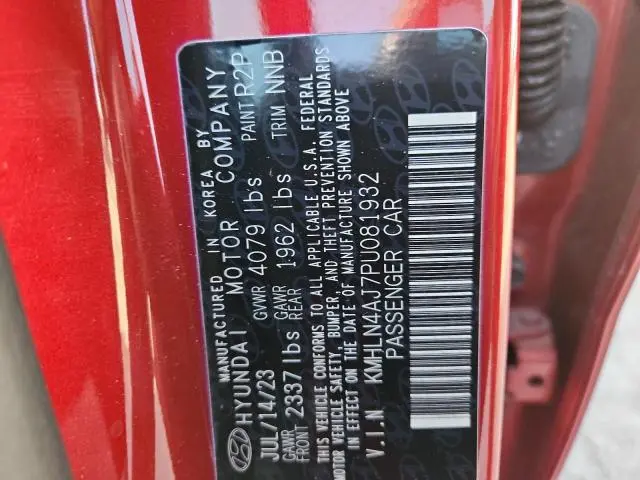 MANUFACTURED IN KOREA BY
HYUNDAI MOTOR COMPANY
JUL/14/23 GVWR 4079 lbs PAINT R2P
GAWR FRONT 2337 lbs GAWR REAR 1962 lbs TRIM NNB
THIS VEHICLE CONFORMS TO ALL APPLICABLE U.S.A. FEDERAL
MOTOR VEHICLE SAFETY, BUMPER, AND THEFT PREVENTION STANDARDS
IN EFFECT ON THE DATE OF MANUFACTURE SHOWN ABOVE
V.I.N KMHLN4AJ7PU081932
PASSENGER CAR